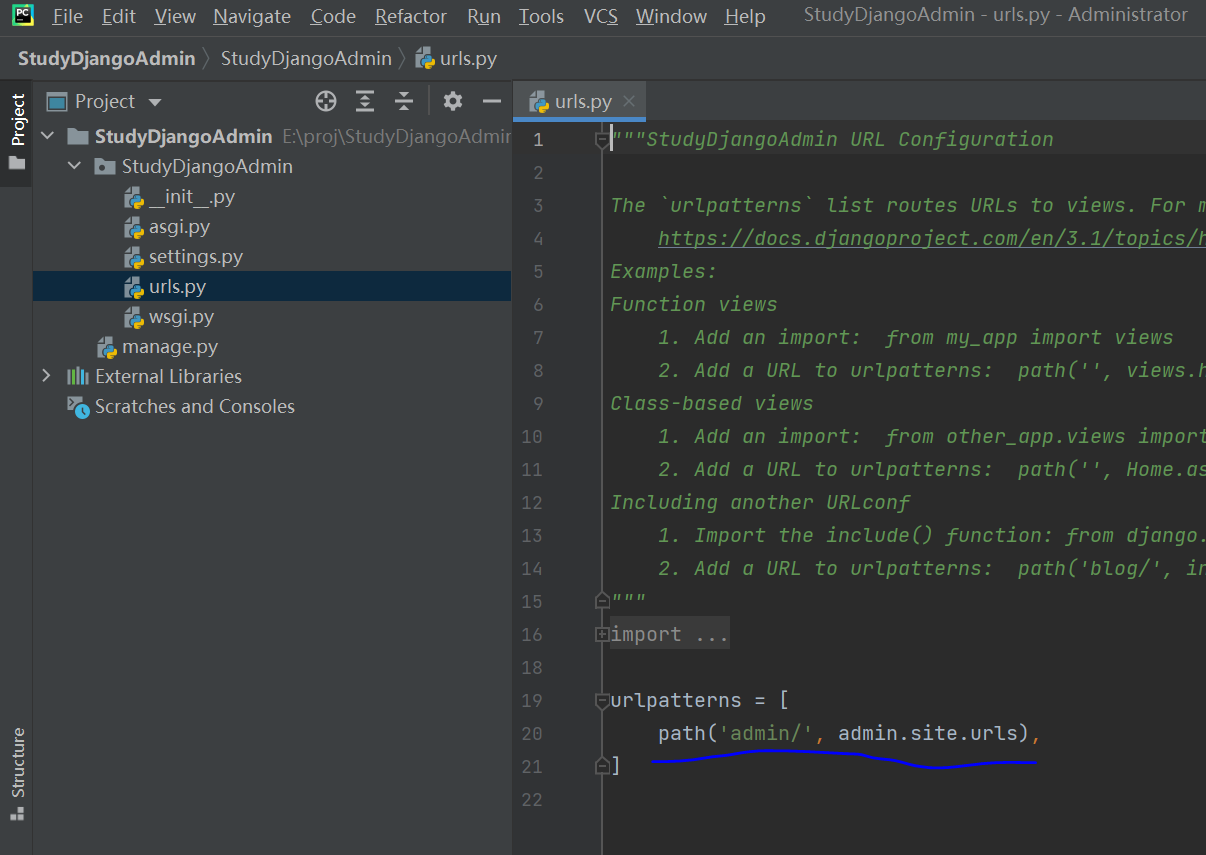 PC
File Edit View Navigate Code Refactor Run Tools VCS Window Help StudyDjangoAdmin - urls.py - Administrator
StudyDjangoAdmin StudyDjangoAdmin urls.py
Project
Project
urls.py
StudyDjangoAdmin E:\proj\StudyDjangoAdmin
StudyDjangoAdmin
__init__.py
asgi.py
settings.py
urls.py
wsgi.py
manage.py
External Libraries
Scratches and Consoles
Structure
1 """StudyDjangoAdmin URL Configuration
2
3 The `urlpatterns` list routes URLs to views. For m
4 https://docs.djangoproject.com/en/3.1/topics/h
5 Examples:
6 Function views
7 1. Add an import:  from my_app import views
8 2. Add a URL to urlpatterns:  path('', views.h
9 Class-based views
10 1. Add an import:  from other_app.views import
11 2. Add a URL to urlpatterns:  path('', Home.as
12 Including another URLconf
13 1. Import the include() function: from django.
14 2. Add a URL to urlpatterns:  path('blog/', in
15 """
16 import ...
18
19 urlpatterns = [
20 path('admin/', admin.site.urls),
21 ]
22